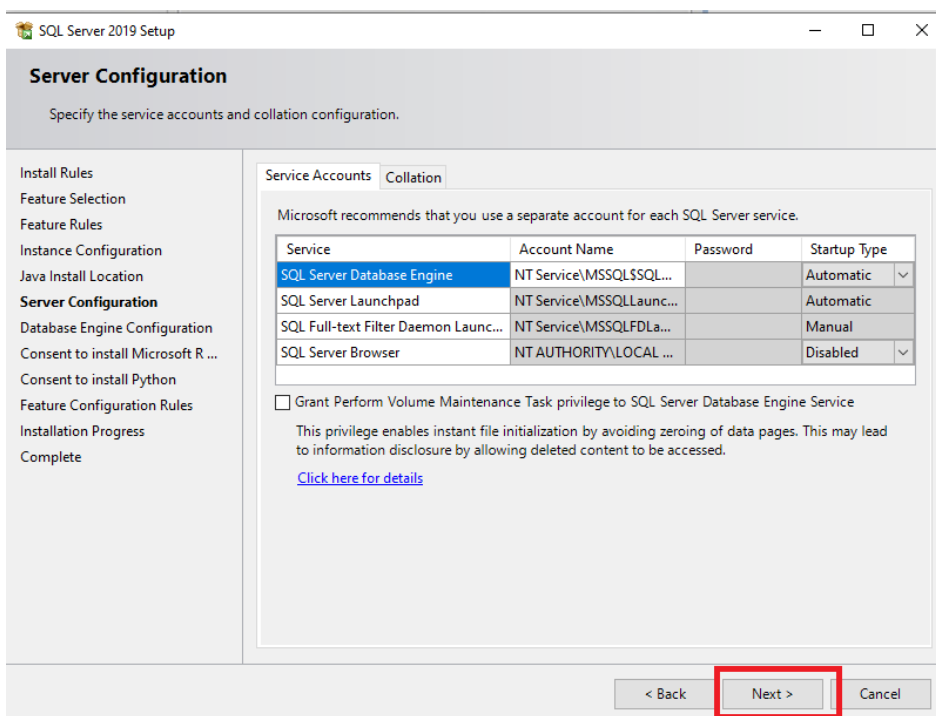 SQL Server 2019 Setup
Server Configuration
Specify the service accounts and collation configuration.
Install Rules
Feature Selection
Feature Rules
Instance Configuration
Java Install Location
Server Configuration
Database Engine Configuration
Consent to install Microsoft R ...
Consent to install Python
Feature Configuration Rules
Installation Progress
Complete
Service Accounts Collation
Microsoft recommends that you use a separate account for each SQL Server service.
Service Account Name Password Startup Type
SQL Server Database Engine NT Service\MSSQL$SQL... Automatic
SQL Server Launchpad NT Service\MSSQLLaunc... Automatic
SQL Full-text Filter Daemon Launc... NT Service\MSSQLFDLa... Manual
SQL Server Browser NT AUTHORITY\LOCAL ... Disabled
Grant Perform Volume Maintenance Task privilege to SQL Server Database Engine Service
This privilege enables instant file initialization by avoiding zeroing of data pages. This may lead
to information disclosure by allowing deleted content to be accessed.
Click here for details
< Back Next > Cancel